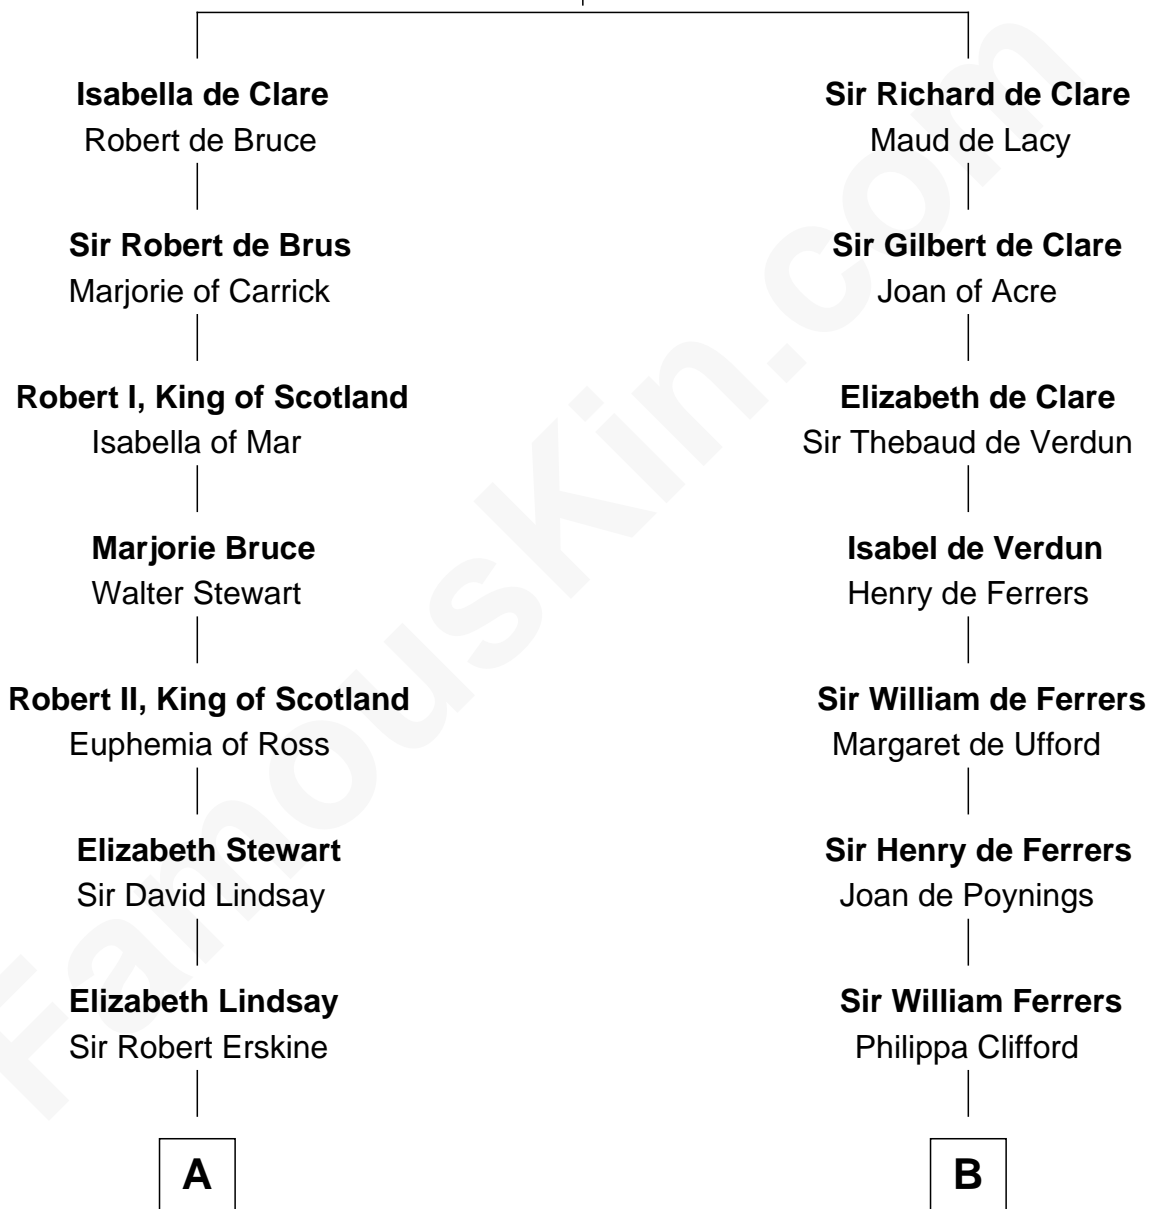 Isabella de Clare
Robert de Bruce
Sir Robert de Brus
Marjorie of Carrick
Robert I, King of Scotland
Isabella of Mar
Marjorie Bruce
Walter Stewart
Robert II, King of Scotland
Euphemia of Ross
Elizabeth Stewart
Sir David Lindsay
Elizabeth Lindsay
Sir Robert Erskine
A
Sir Richard de Clare
Maud de Lacy
Sir Gilbert de Clare
Joan of Acre
Elizabeth de Clare
Sir Thebaud de Verdun
Isabel de Verdun
Henry de Ferrers
Sir William de Ferrers
Margaret de Ufford
Sir Henry de Ferrers
Joan de Poynings
Sir William Ferrers
Philippa Clifford
B
FamousKin.com